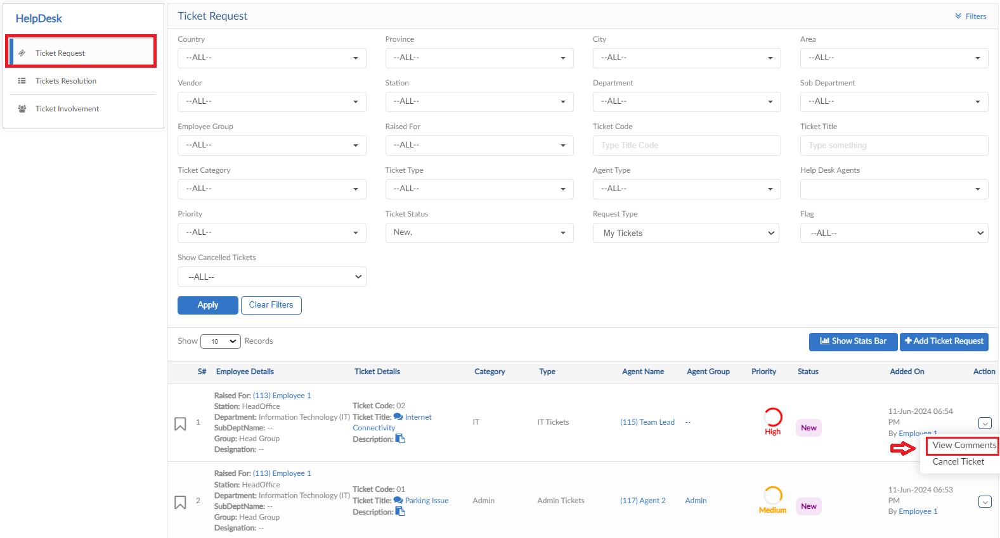 HelpDesk
Ticket Request
Tickets Resolution
Ticket Involvement
Ticket Request
Filters
Country
Province
City
Area
--ALL--
--ALL--
--ALL--
--ALL--
Vendor
Station
Department
Sub Department
--ALL--
--ALL--
--ALL--
--ALL--
Employee Group
Raised For
Ticket Code
Ticket Title
--ALL--
--ALL--
Type Title Code
Type something
Ticket Category
Ticket Type
Agent Type
Help Desk Agents
--ALL--
--ALL--
--ALL--
Priority
Ticket Status
Request Type
Flag
--ALL--
New,
My Tickets
--ALL--
Show Cancelled Tickets
--ALL--
Apply
Clear Filters
Show 10 Records
Show Stats Bar
Add Ticket Request
S# Employee Details Ticket Details Category Type Agent Name Agent Group Priority Status Added On Action
1
Raised For: (113) Employee 1
Station: HeadOffice
Department: Information Technology (IT)
SubDeptName: --
Group: Head Group
Designation: --
Ticket Code: 02
Ticket Title: Internet
Connectivity
Description:
IT
IT Tickets
(115) Team Lead
--
High
New
11-Jun-2024 06:54
PM
By Employee 1
View Comments
Cancel Ticket
2
Raised For: (113) Employee 1
Station: HeadOffice
Department: Information Technology (IT)
SubDeptName: --
Group: Head Group
Designation: --
Ticket Code: 01
Ticket Title: Parking Issue
Description:
Admin
Admin Tickets
(117) Agent 2
Admin
Medium
New
11-Jun-2024 06:53
PM
By Employee 1